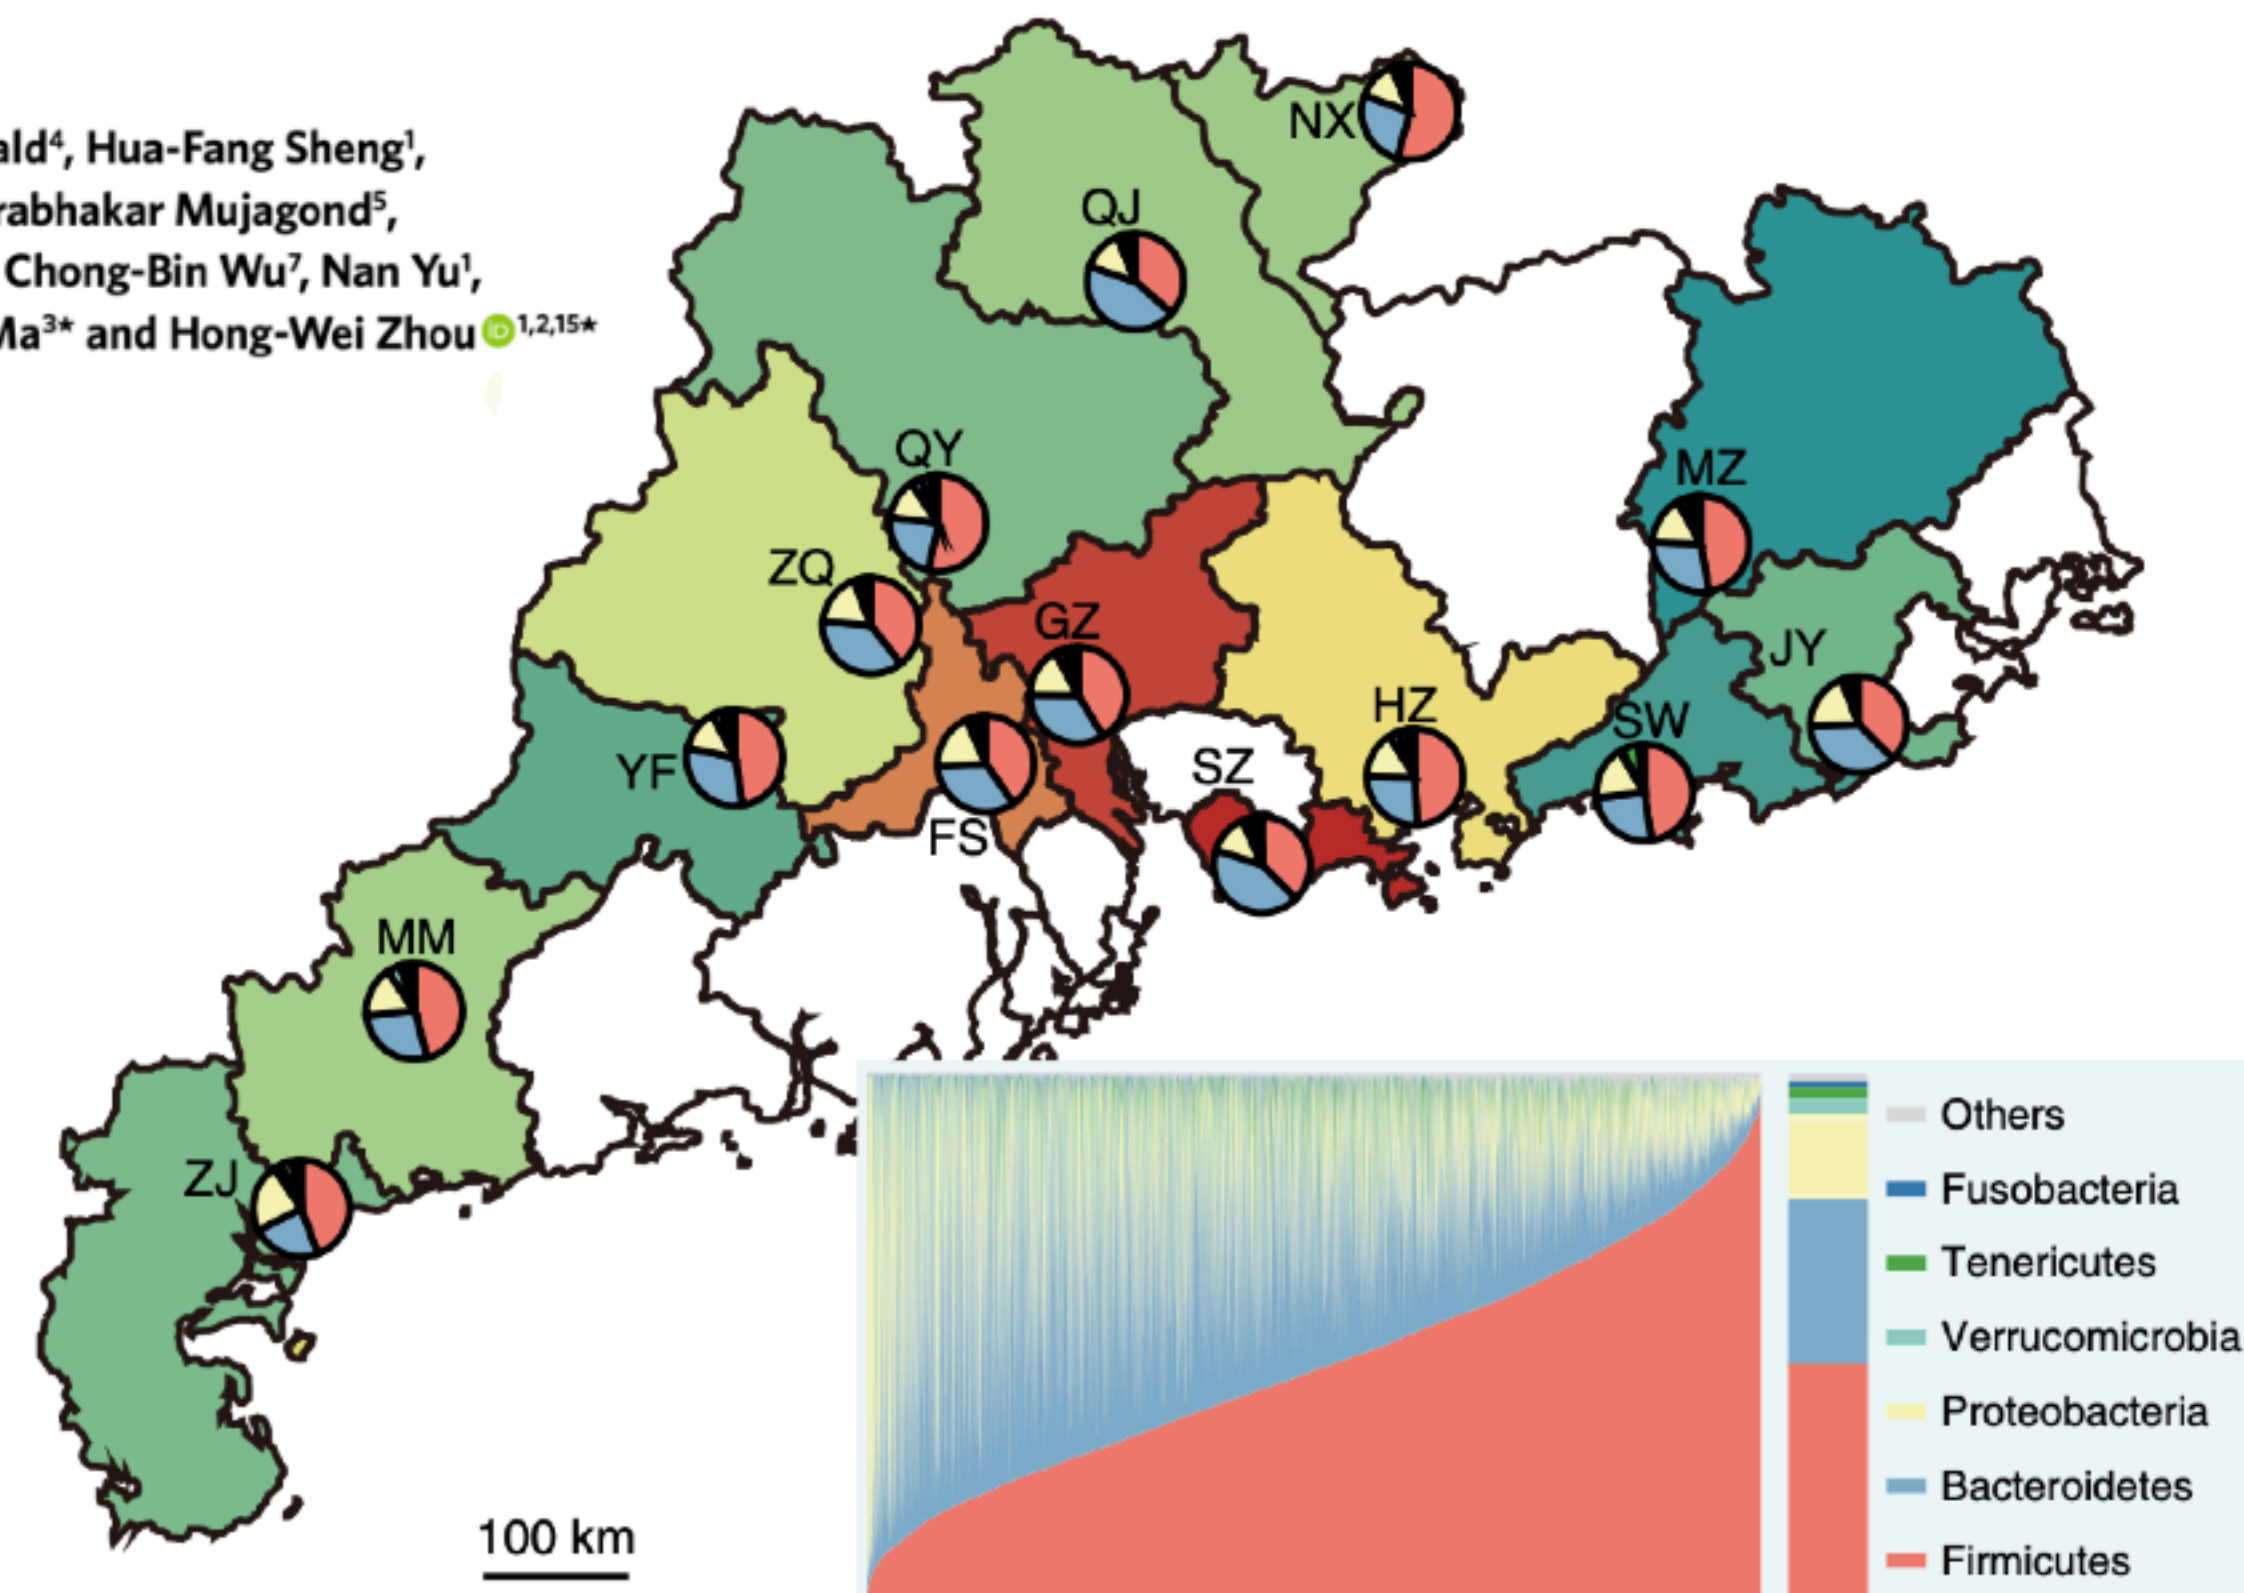 ald⁴, Hua-Fang Sheng¹,
rabhakar Mujagond⁵,
Chong-Bin Wu⁷, Nan Yu¹,
Ma³* and Hong-Wei Zhou iD 1,2,15*
NX
QJ
QY
MZ
ZQ
GZ
JY
HZ
SW
YF
SZ
FS
MM
ZJ
100 km
Others
Fusobacteria
Tenericutes
Verrucomicrobia
Proteobacteria
Bacteroidetes
Firmicutes